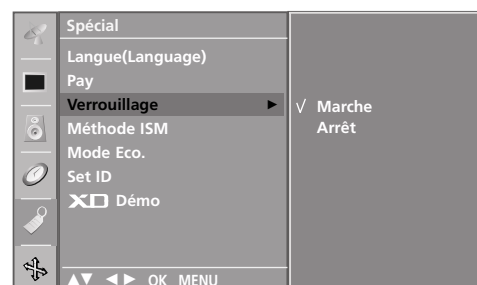 Spécial
Langue(Language)
Pay
Verrouillage ►
√ Marche
Arrêt
Méthode ISM
Mode Eco.
Set ID
XD Démo
▲▼ ◄► OK MENU